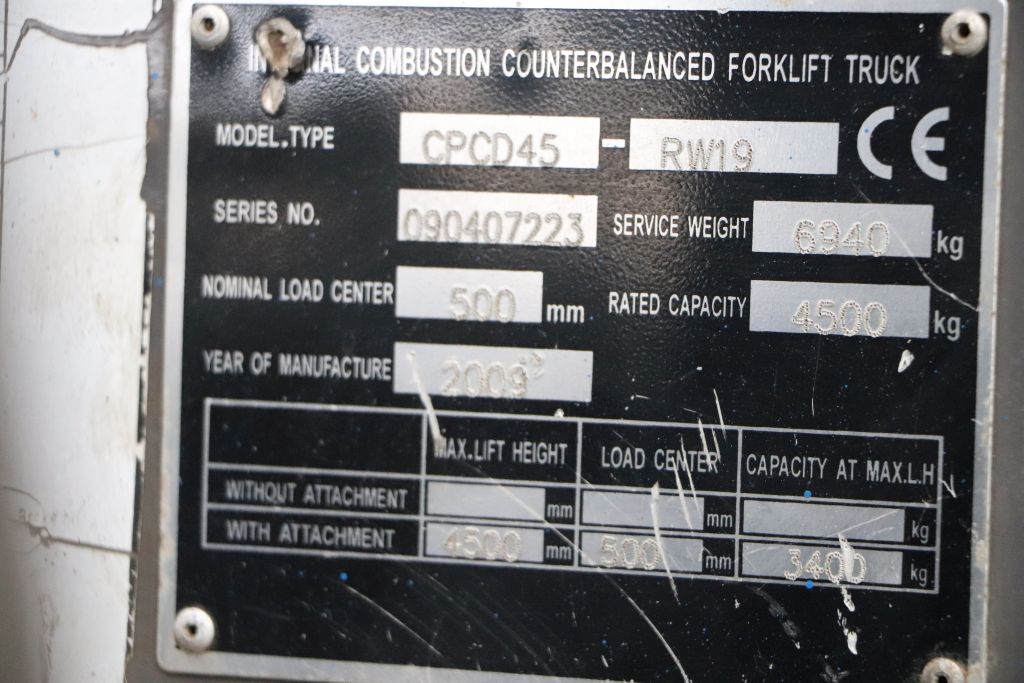 INTERNAL COMBUSTION COUNTERBALANCED FORKLIFT TRUCK
MODEL.TYPE CPCD45 - RW19 CE
SERIES NO. 090407223 SERVICE WEIGHT 6940 kg
NOMINAL LOAD CENTER 500 mm RATED CAPACITY 4500 kg
YEAR OF MANUFACTURE 2009
MAX.LIFT HEIGHT LOAD CENTER CAPACITY AT MAX.L.H
WITHOUT ATTACHMENT mm mm kg
WITH ATTACHMENT 4500 mm 500 mm 3400 kg